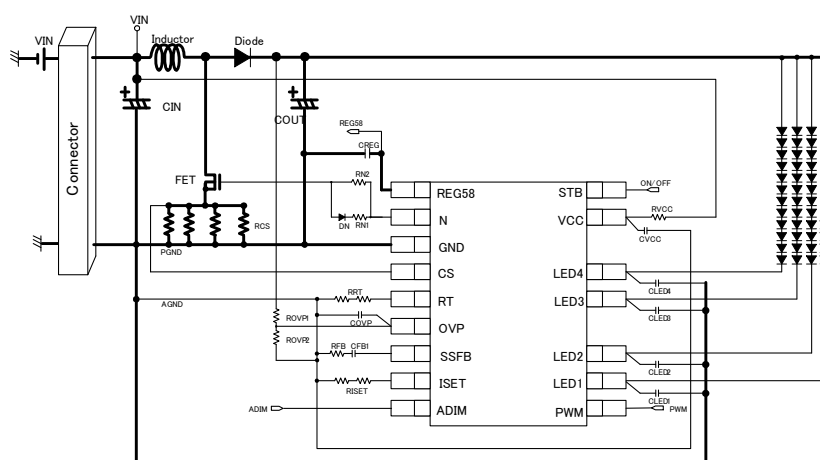 VIN
VIN
Inductor
Diode
Connector
CIN
COUT
REG58
CREG
FET
RN2
DN
RN1
RCS
PGND
AGND
RRT
COVP
ROVP1
ROVP2
RFB
CFB1
RISET
ADIM
REG58
N
GND
CS
RT
OVP
SSFB
ISET
ADIM
STB
VCC
LED4
LED3
LED2
LED1
PWM
ON/OFF
RVCC
CVCC
CLED4
CLED3
CLED2
CLED1
PWM